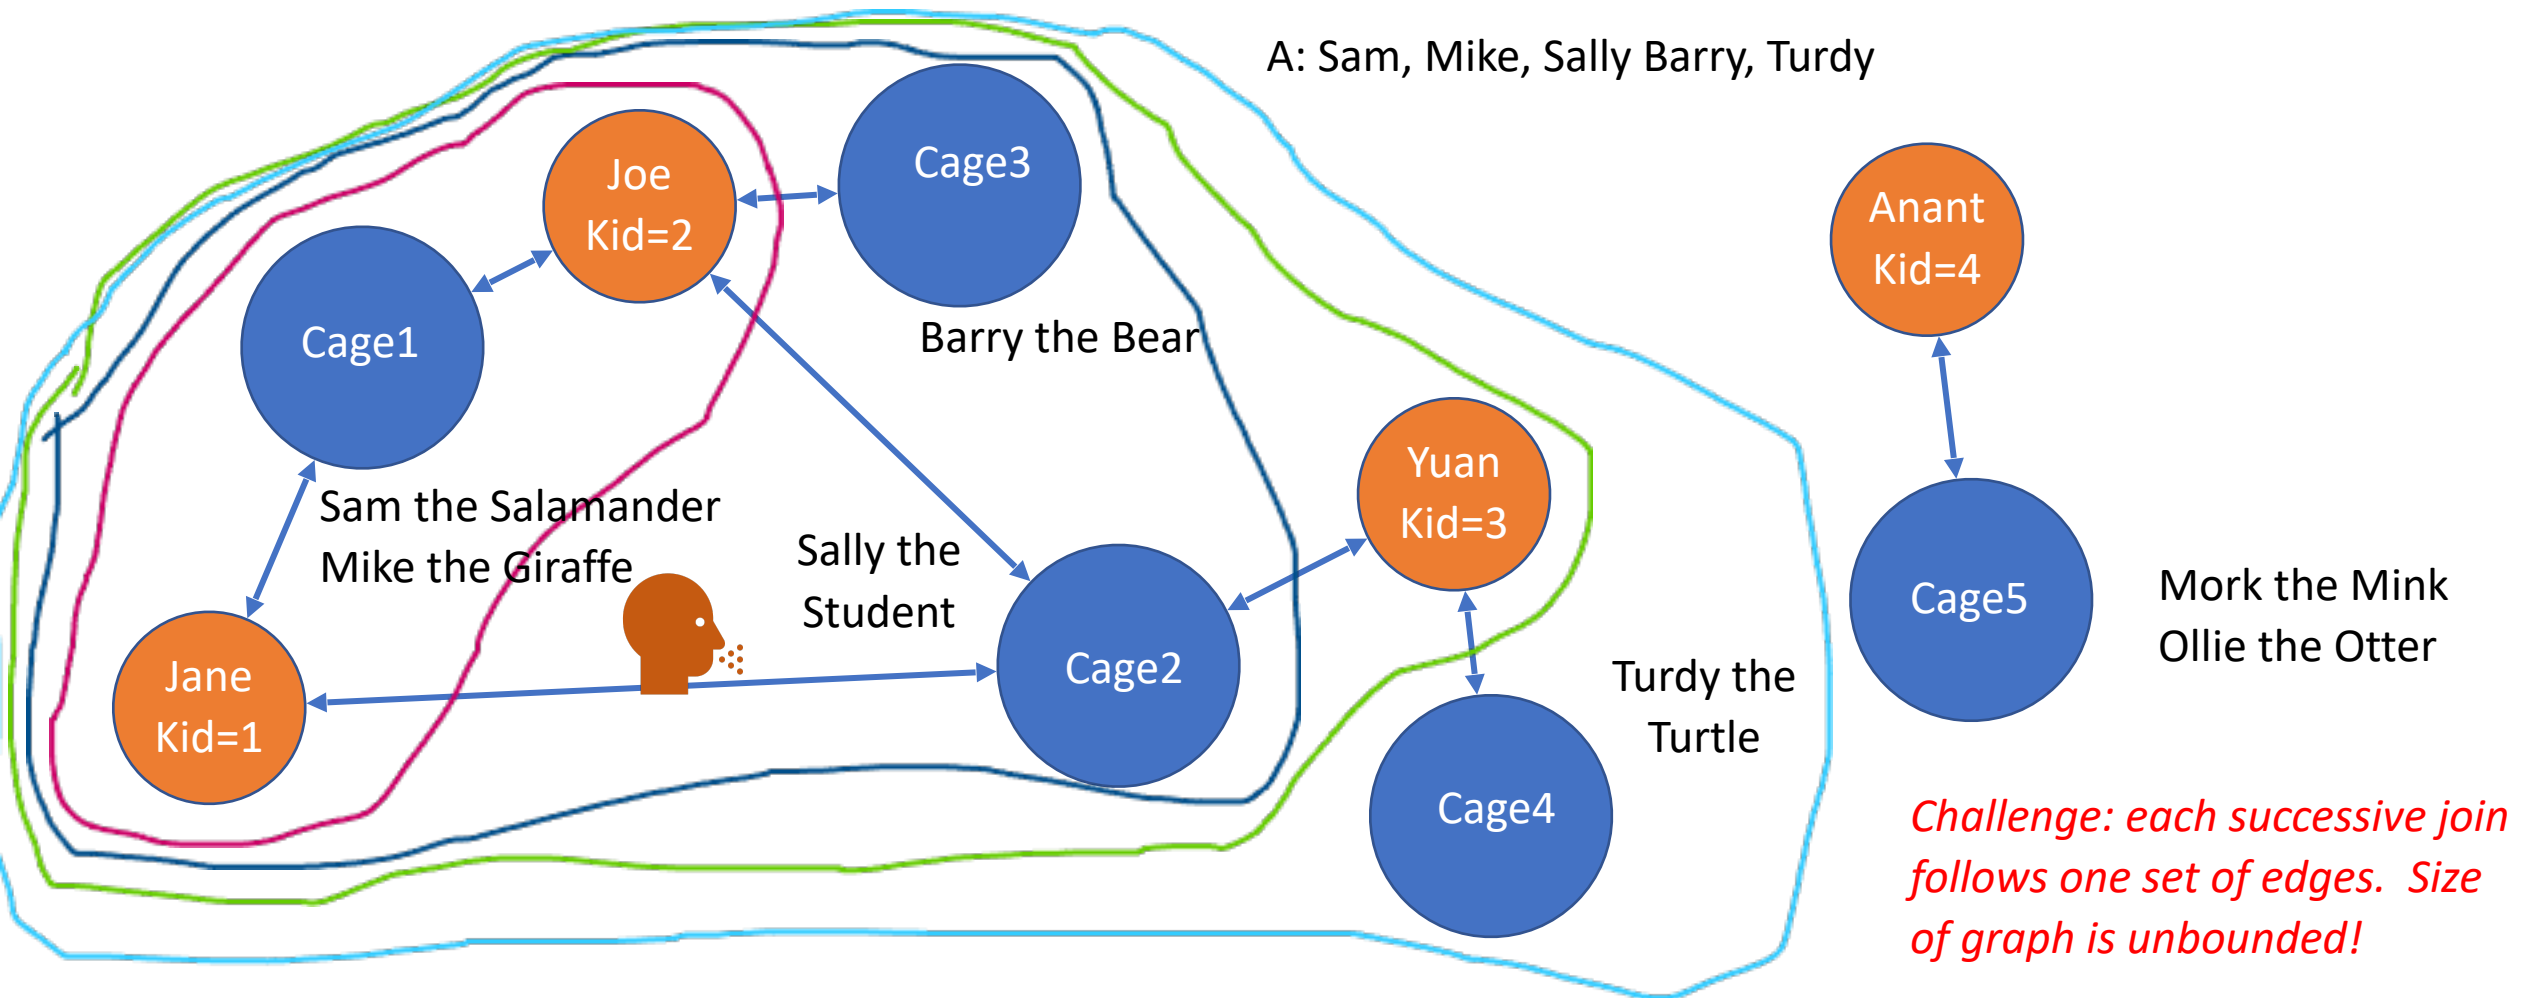 A: Sam, Mike, Sally Barry, Turdy
Joe
Kid=2
Cage3
Anant
Kid=4
Cage1
Barry the Bear
Yuan
Kid=3
Sam the Salamander
Mike the Giraffe
Sally the
Student
Cage5
Mork the Mink
Ollie the Otter
Jane
Kid=1
Cage2
Turdy the
Turtle
Cage4
Challenge: each successive join
follows one set of edges. Size
of graph is unbounded!